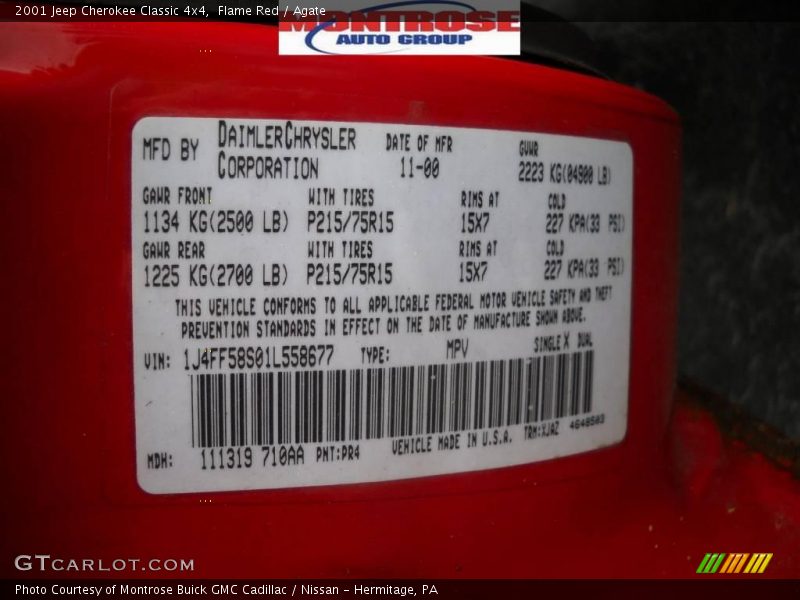 2001 Jeep Cherokee Classic 4x4, Flame Red / Agate
MONTROSE
AUTO GROUP
MFD BY DAIMLERCHRYSLER CORPORATION DATE OF MFR 11-00 GVWR 2223 KG(04900 LB)
GAWR FRONT WITH TIRES RIMS AT COLD
1134 KG(2500 LB) P215/75R15 15X7 227 KPA(33 PSI)
GAWR REAR WITH TIRES RIMS AT COLD
1225 KG(2700 LB) P215/75R15 15X7 227 KPA(33 PSI)
THIS VEHICLE CONFORMS TO ALL APPLICABLE FEDERAL MOTOR VEHICLE SAFETY AND THEFT
PREVENTION STANDARDS IN EFFECT ON THE DATE OF MANUFACTURE SHOWN ABOVE.
VIN: 1J4FF58S01L558677 TYPE: MPV SINGLE X DUAL
MDH: 111319 710AA PNT:PR4 VEHICLE MADE IN U.S.A. TRM:XJAZ 4648503
GTCARLOT.COM
Photo Courtesy of Montrose Buick GMC Cadillac / Nissan - Hermitage, PA